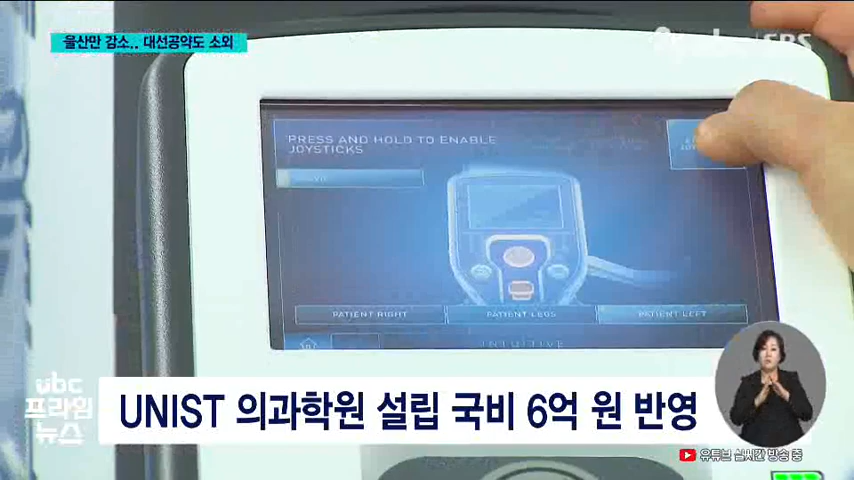 울산만 감소.. 대선공약도 소외
ubc
SBS
PRESS AND HOLD TO ENABLE
JOYSTICKS
PATIENT RIGHT
PATIENT LEGS
PATIENT LEFT
INTUITIVE
ubc
프라임
뉴스
UNIST 의과학원 설립 국비 6억 원 반영
유튜브 실시간 방송 중